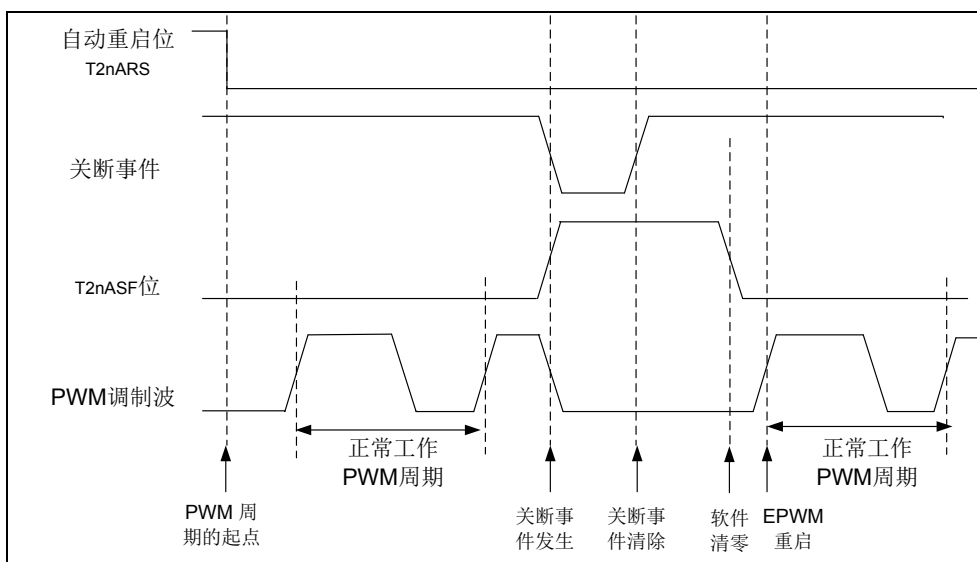 自动重启位
T2nARS
关断事件
T2nASF位
PWM调制波
正常工作
PWM周期
正常工作
PWM周期
PWM 周
期的起点
关断事
件发生
关断事
件清除
软件
清零
EPWM
重启